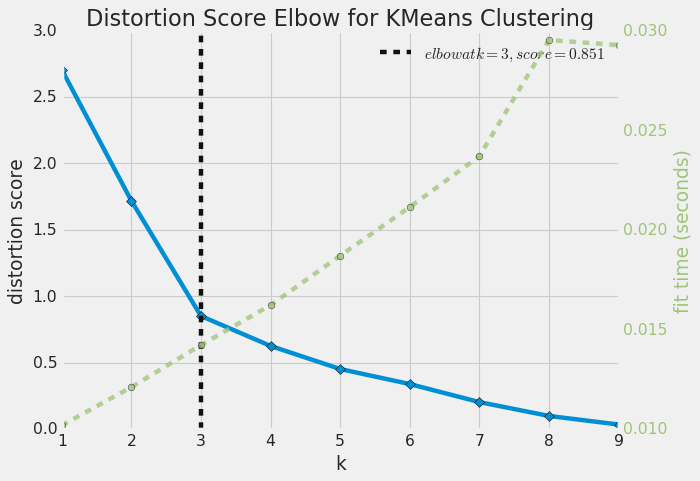 Distortion Score Elbow for KMeans Clustering
elbowatk = 3, score = 0.851
distortion score
3.0
2.5
2.0
1.5
1.0
0.5
0.0
1 2 3 4 5 6 7 8 9
k
0.030
0.025
0.020
0.015
0.010
fit time (seconds)